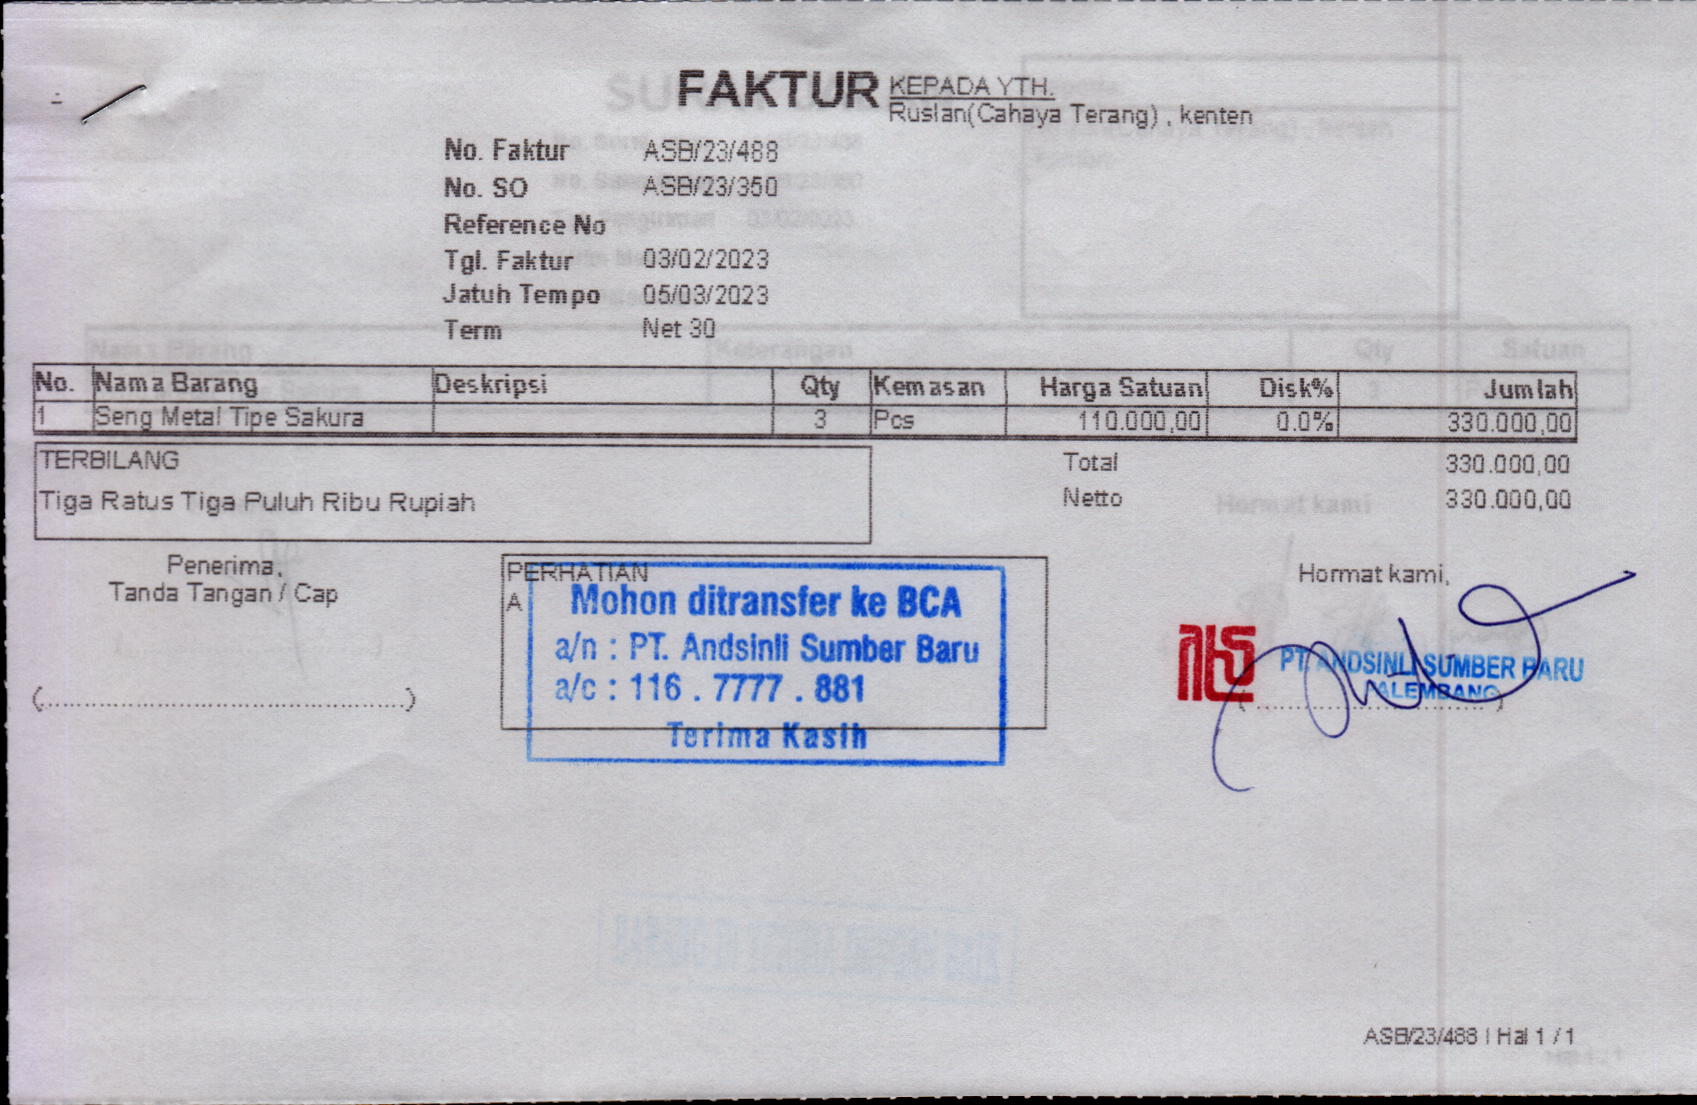 FAKTUR
KEPADA YTH.
Ruslan(Cahaya Terang) , kenten
No. Faktur ASB/23/488
No. SO ASB/23/350
Reference No
Tgl. Faktur 03/02/2023
Jatuh Tempo 05/03/2023
Term Net 30
No. Nama Barang Deskripsi Qty Kemasan Harga Satuan Disk% Jumlah
1 Seng Metal Tipe Sakura 3 Pcs 110.000,00 0.0% 330.000,00
TERBILANG
Tiga Ratus Tiga Puluh Ribu Rupiah
Total 330.000,00
Netto 330.000,00
Penerima,
Tanda Tangan / Cap
(..........................................)
PERHATIAN
A
Mohon ditransfer ke BCA
a/n : PT. Andsinli Sumber Baru
a/c : 116 . 7777 . 881
Terima Kasih
Hormat kami,
PT. ANDSINLI SUMBER BARU
PALEMBANG
(..............................)
ASB/23/488 | Hal 1 / 1